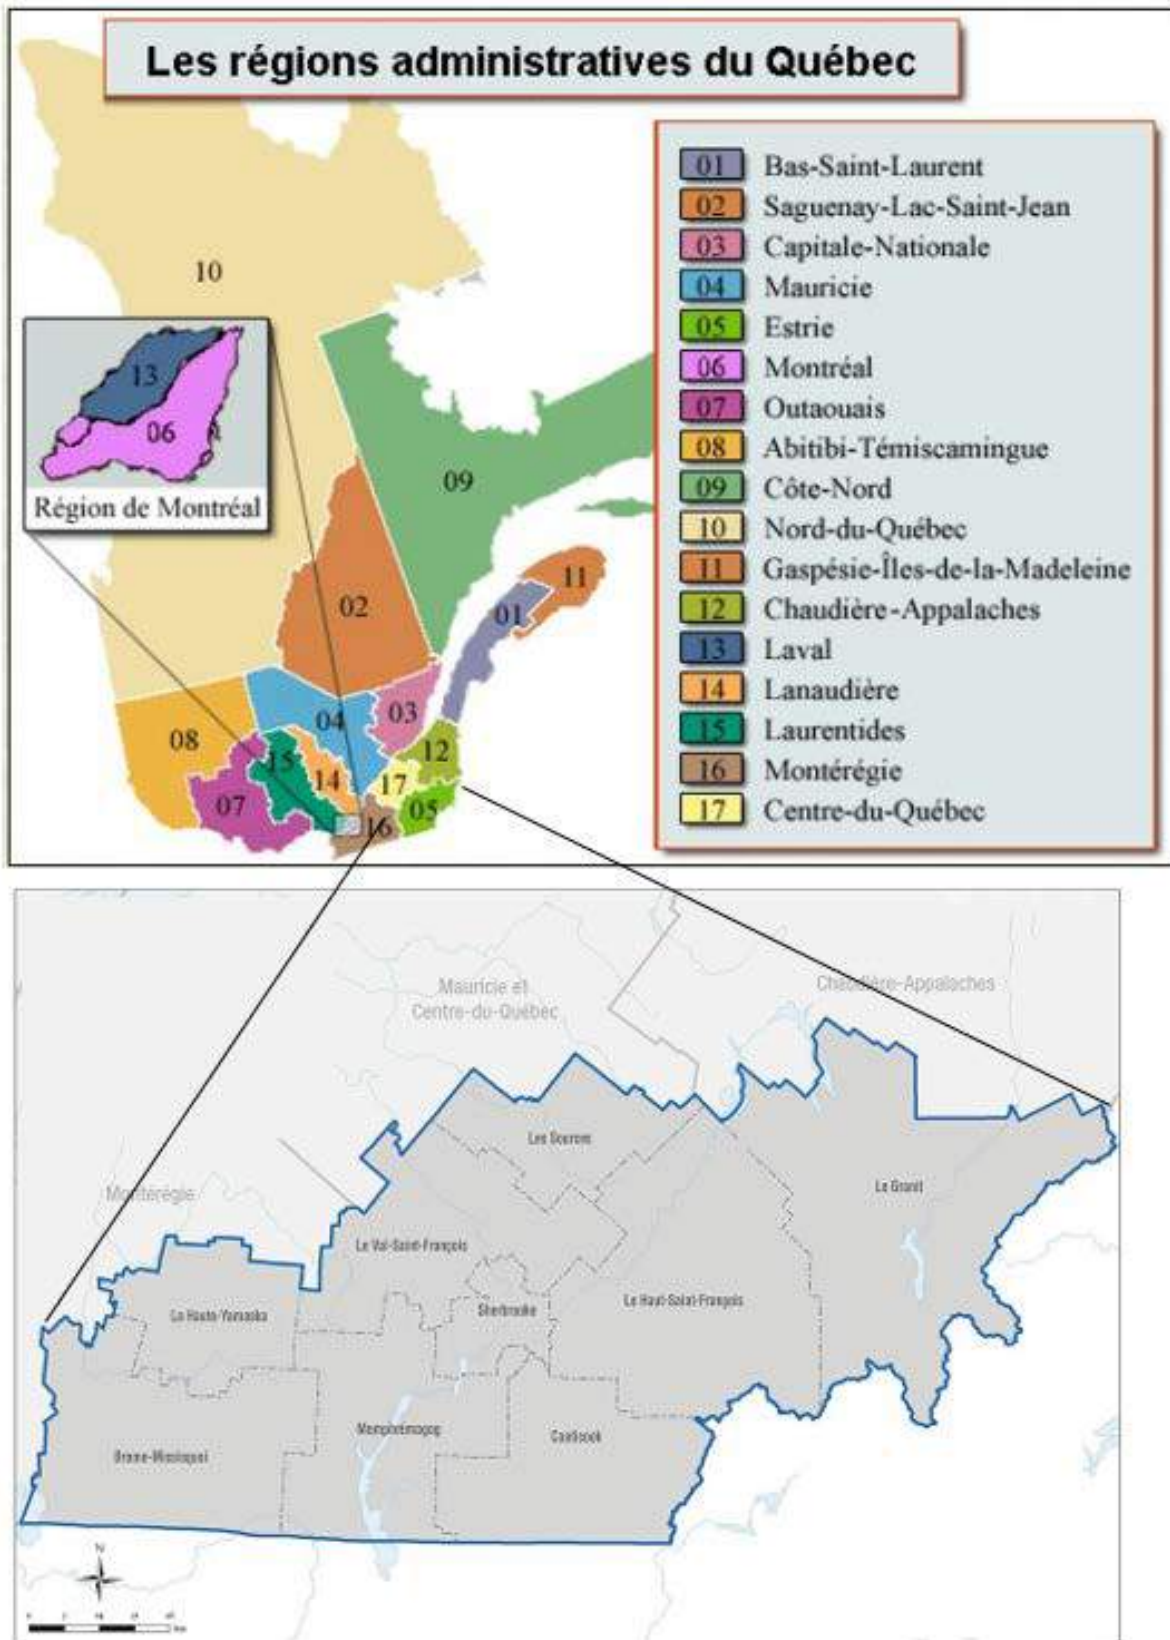 Les régions administratives du Québec
01 Bas-Saint-Laurent
02 Saguenay-Lac-Saint-Jean
03 Capitale-Nationale
04 Mauricie
05 Estrie
06 Montréal
07 Outaouais
08 Abitibi-Témiscamingue
09 Côte-Nord
10 Nord-du-Québec
11 Gaspésie-Îles-de-la-Madeleine
12 Chaudière-Appalaches
13 Laval
14 Lanaudière
15 Laurentides
16 Montérégie
17 Centre-du-Québec
10
13
06
Région de Montréal
09
11
02
01
03
04
08
12
15
14
17
07
05
16
Mauricie et
Centre-du-Québec
Chaudière-Appalaches
Montérégie
Les Sources
Le Granit
Le Val-Saint-François
Sherbrooke
Le Haut-Saint-François
La Haute-Yamaska
Memphrémagog
Coaticook
Brome-Missisquoi
N